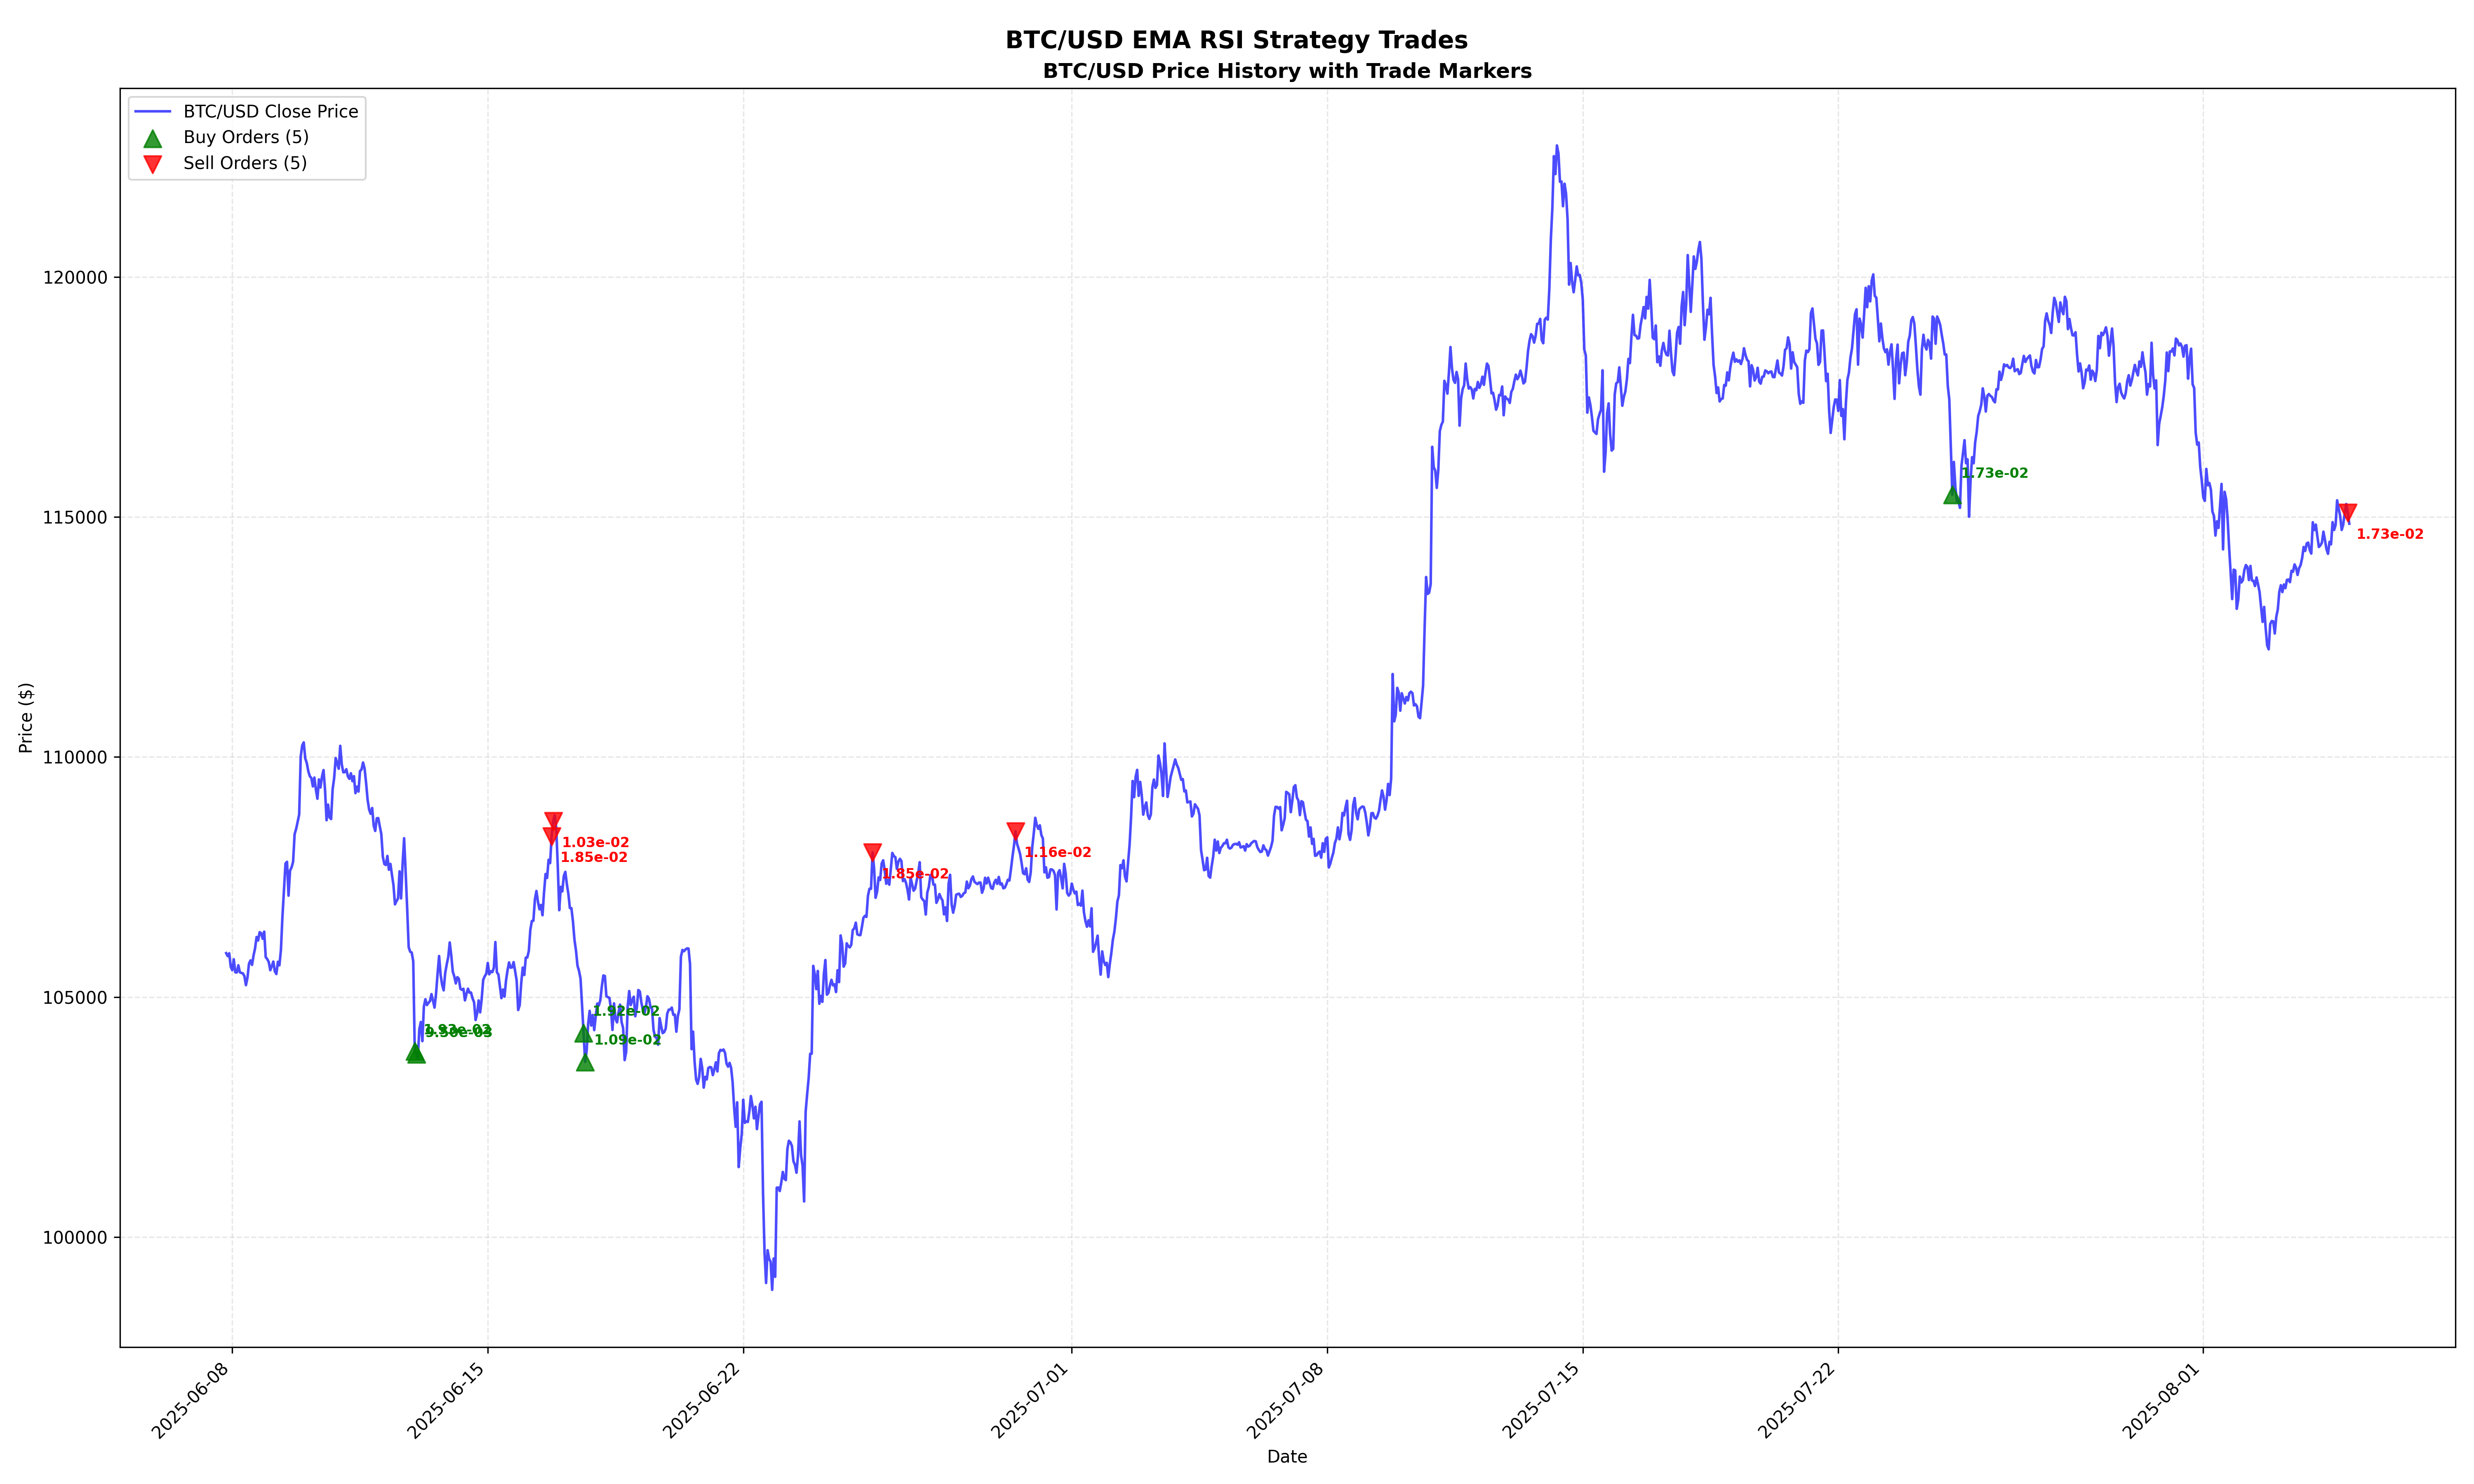 BTC/USD EMA RSI Strategy Trades
BTC/USD Price History with Trade Markers
BTC/USD Close Price
Buy Orders (5)
Sell Orders (5)
Price ($)
120000
115000
110000
105000
100000
1.03e-02
1.85e-02
1.85e-02
1.16e-02
1.73e-02
1.73e-02
1.92e-02
1.09e-02
2025-06-08
2025-06-15
2025-06-22
2025-07-01
2025-07-08
2025-07-15
2025-07-22
2025-08-01
Date